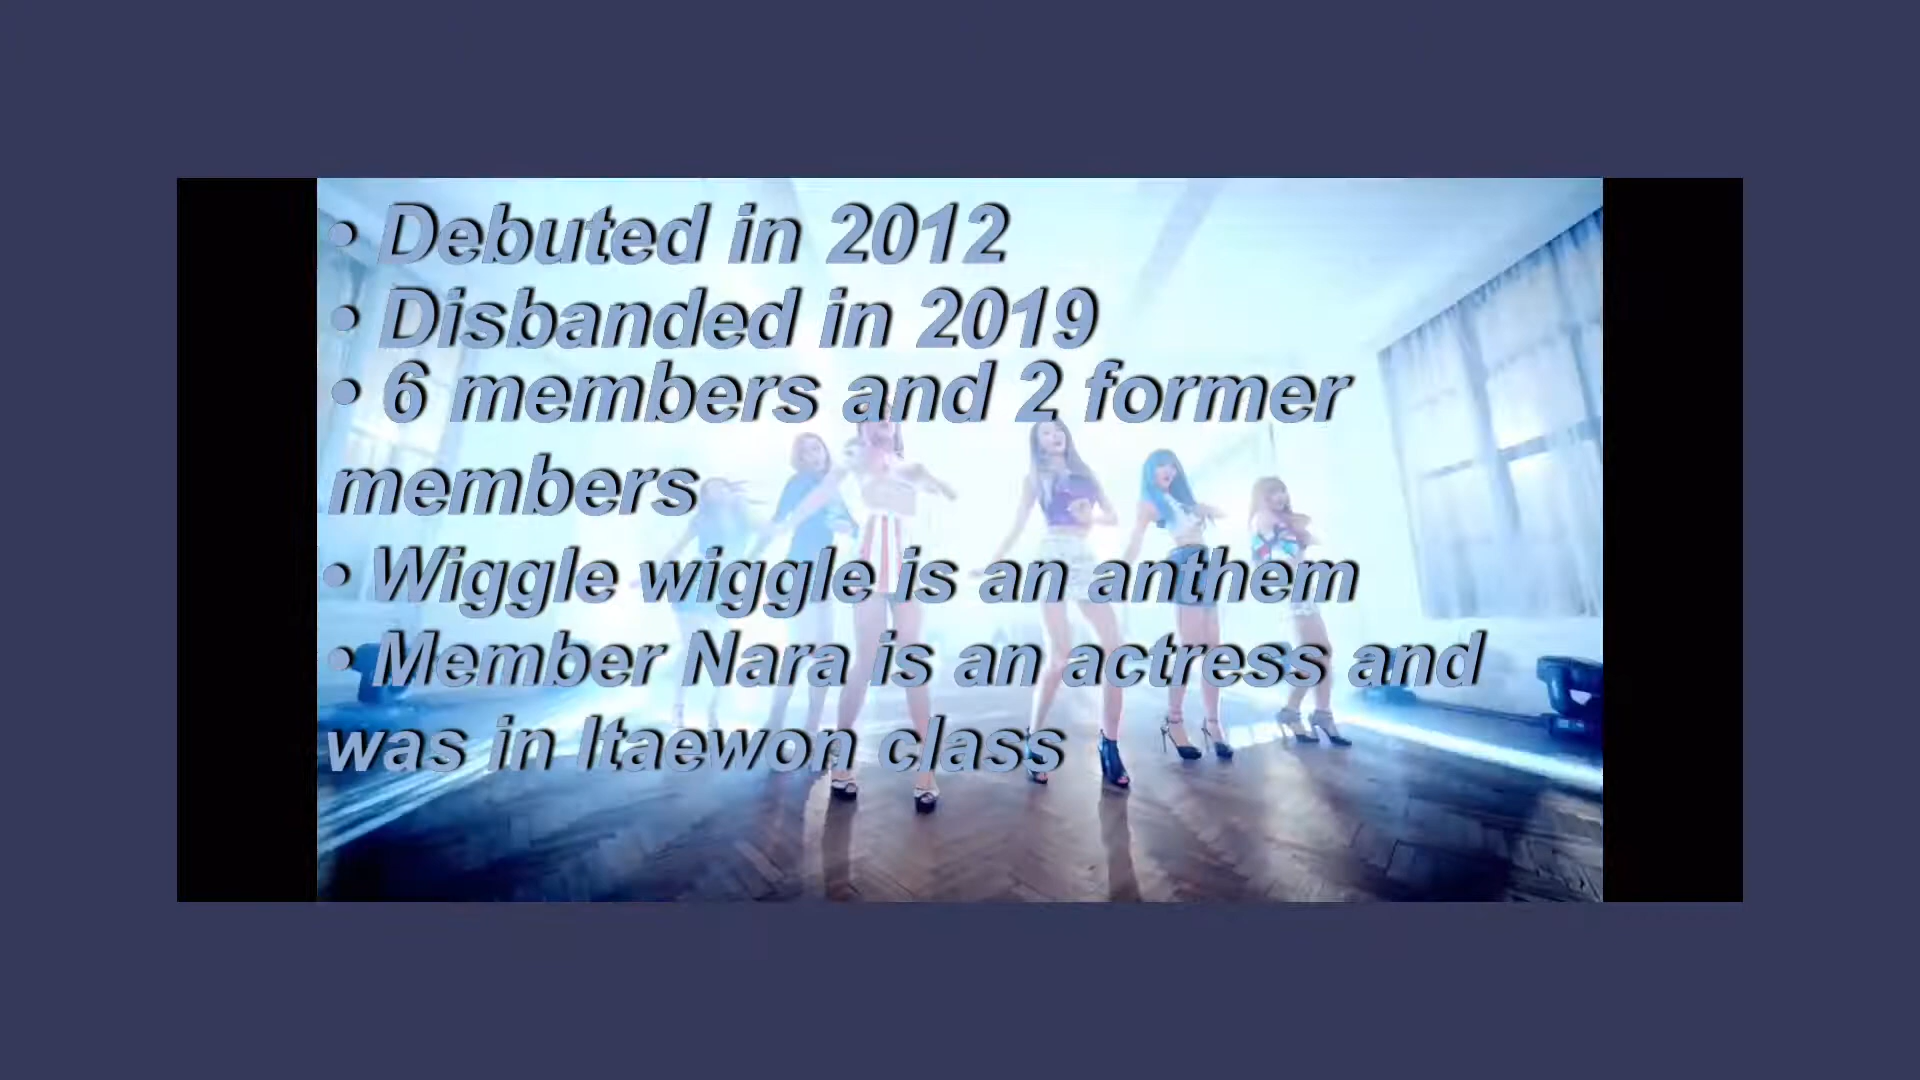 • Debuted in 2012
• Disbanded in 2019
• 6 members and 2 former
members
• Wiggle wiggle is an anthem
• Member Nara is an actress and
was in Itaewon class